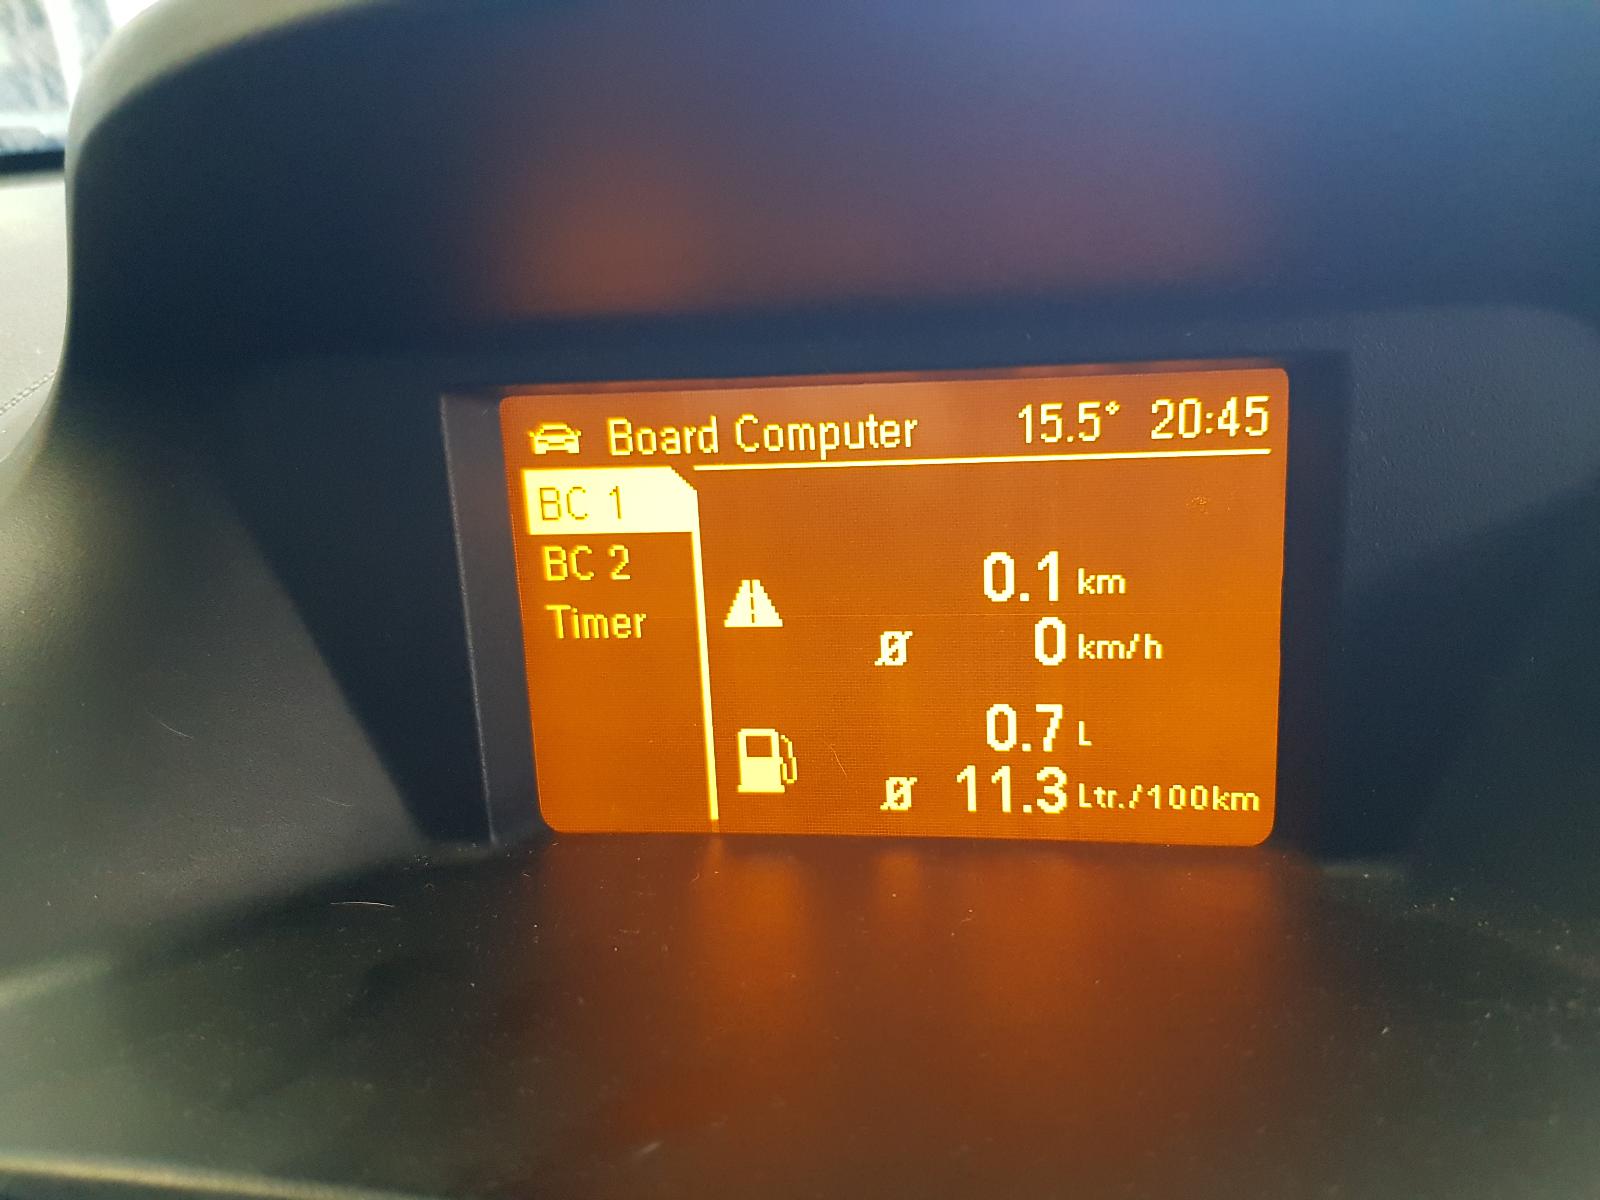 Board Computer 15.5° 20:45
BC 1
BC 2
Timer
0.1 km
Ø 0 km/h
0.7 L
Ø 11.3 Ltr./100km